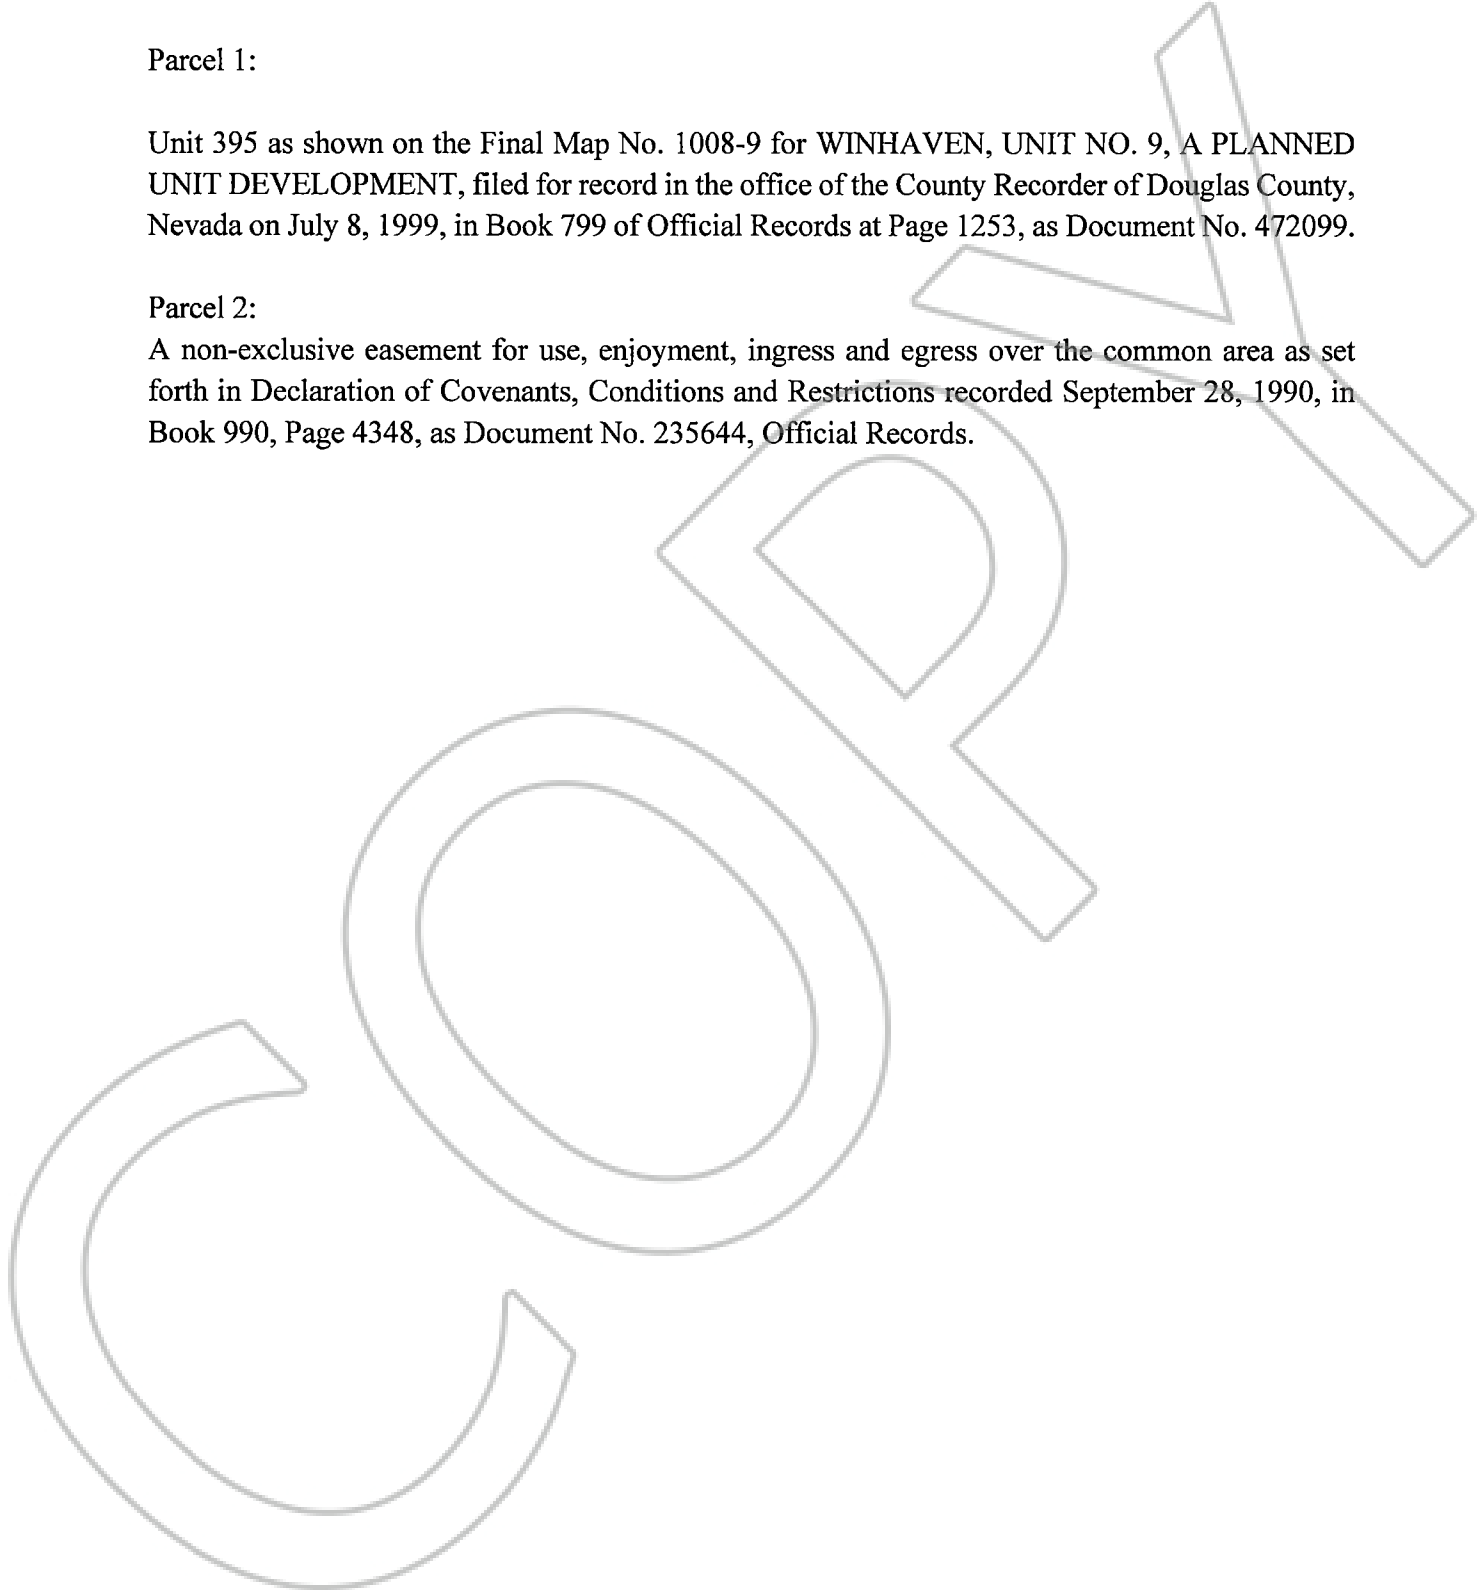 Parcel 1:
Unit 395 as shown on the Final Map No. 1008-9 for WINHAVEN, UNIT NO. 9, A PLANNED
UNIT DEVELOPMENT, filed for record in the office of the County Recorder of Douglas County,
Nevada on July 8, 1999, in Book 799 of Official Records at Page 1253, as Document No. 472099.
Parcel 2:
A non-exclusive easement for use, enjoyment, ingress and egress over the common area as set
forth in Declaration of Covenants, Conditions and Restrictions recorded September 28, 1990, in
Book 990, Page 4348, as Document No. 235644, Official Records.
COPY